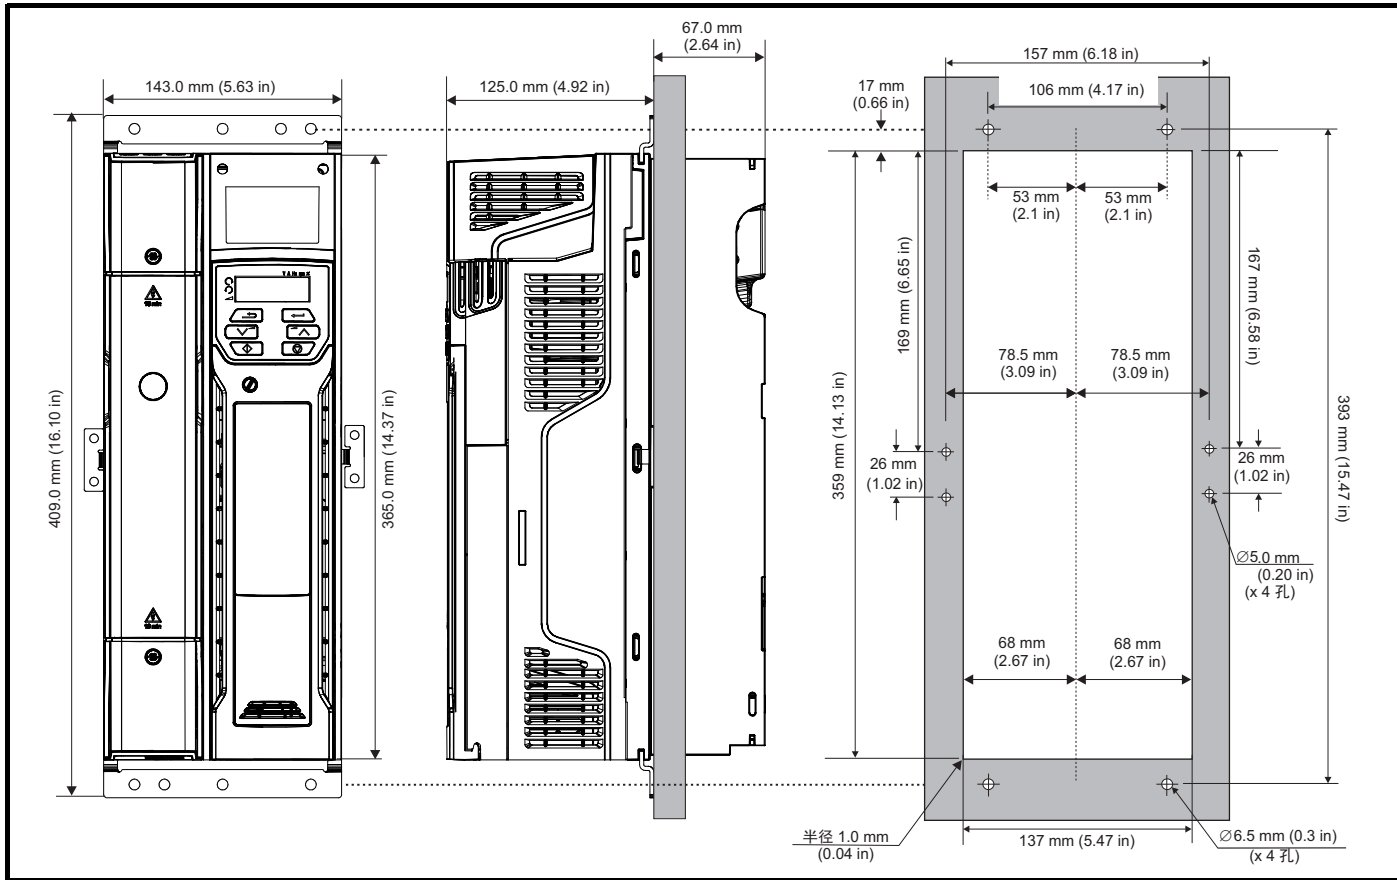 143.0 mm (5.63 in)
409.0 mm (16.10 in)
365.0 mm (14.37 in)
125.0 mm (4.92 in)
67.0 mm
(2.64 in)
17 mm
(0.66 in)
157 mm (6.18 in)
106 mm (4.17 in)
53 mm
(2.1 in)
53 mm
(2.1 in)
169 mm (6.65 in)
167 mm (6.58 in)
78.5 mm
(3.09 in)
78.5 mm
(3.09 in)
359 mm (14.13 in)
393 mm (15.47 in)
26 mm
(1.02 in)
26 mm
(1.02 in)
∅5.0 mm
(0.20 in)
(x 4 孔)
68 mm
(2.67 in)
68 mm
(2.67 in)
半径 1.0 mm
(0.04 in)
137 mm (5.47 in)
∅6.5 mm (0.3 in)
(x 4 孔)